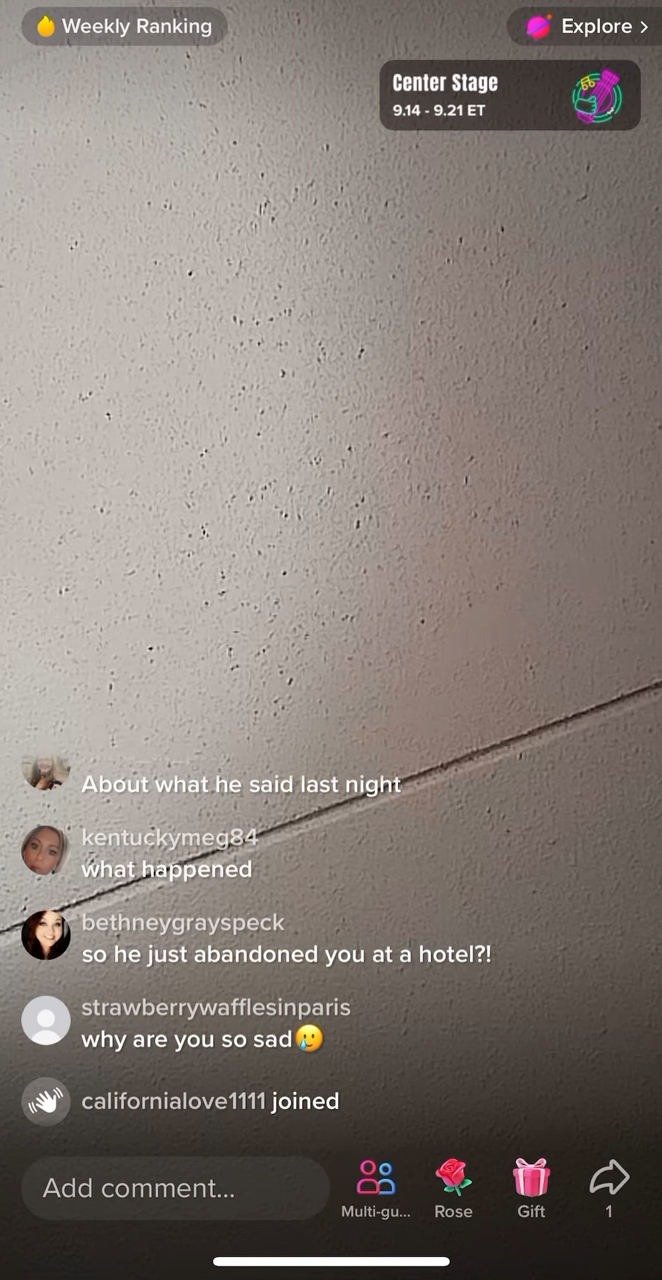 Weekly Ranking
Explore >
Center Stage
9.14 - 9.21 ET
About what he said last night
kentuckymeg84
what happened
bethneygrayspeck
so he just abandoned you at a hotel?!
strawberrywafflesinparis
why are you so sad🥲
californialove1111 joined
Add comment...
Multi-gu...
Rose
Gift
1